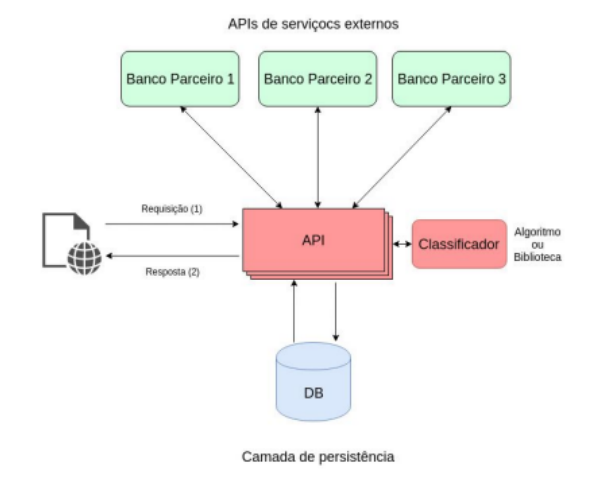 APIs de serviçocs externos
Banco Parceiro 1
Banco Parceiro 2
Banco Parceiro 3
Requisição (1)
API
Classificador
Algoritmo
ou
Biblioteca
Resposta (2)
DB
Camada de persistência